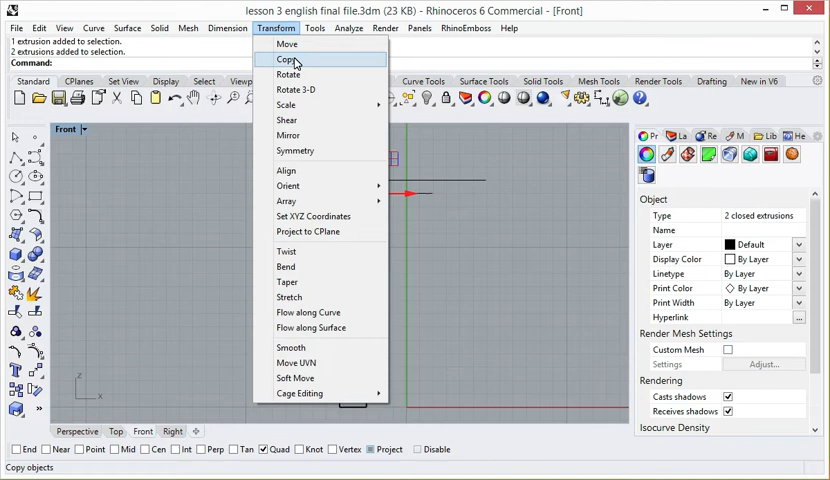 lesson 3 english final file.3dm (23 KB) - Rhinoceros 6 Commercial - [Front]
File Edit View Curve Surface Solid Mesh Dimension Transform Tools Analyze Render Panels RhinoEmboss Help
1 extrusion added to selection.
2 extrusions added to selection.
Command:
Standard CPlanes Set View Display Select Curve Tools Surface Tools Solid Tools Mesh Tools Render Tools Drafting New in V6
Move
Copy
Rotate
Rotate 3-D
Scale
Shear
Mirror
Symmetry
Align
Orient
Array
Set XYZ Coordinates
Project to CPlane
Twist
Bend
Taper
Stretch
Flow along Curve
Flow along Surface
Smooth
Move UVN
Soft Move
Cage Editing
Front
Pr La Re M Lib He
Object
Type 2 closed extrusions
Name
Layer Default
Display Color By Layer
Linetype By Layer
Print Color By Layer
Print Width By Layer
Hyperlink ...
Render Mesh Settings
Custom Mesh
Settings Adjust...
Rendering
Casts shadows
Receives shadows
Isocurve Density
z
x
Perspective Top Front Right
End Near Point Mid Cen Int Perp Tan Quad Knot Vertex Project Disable
Copy objects